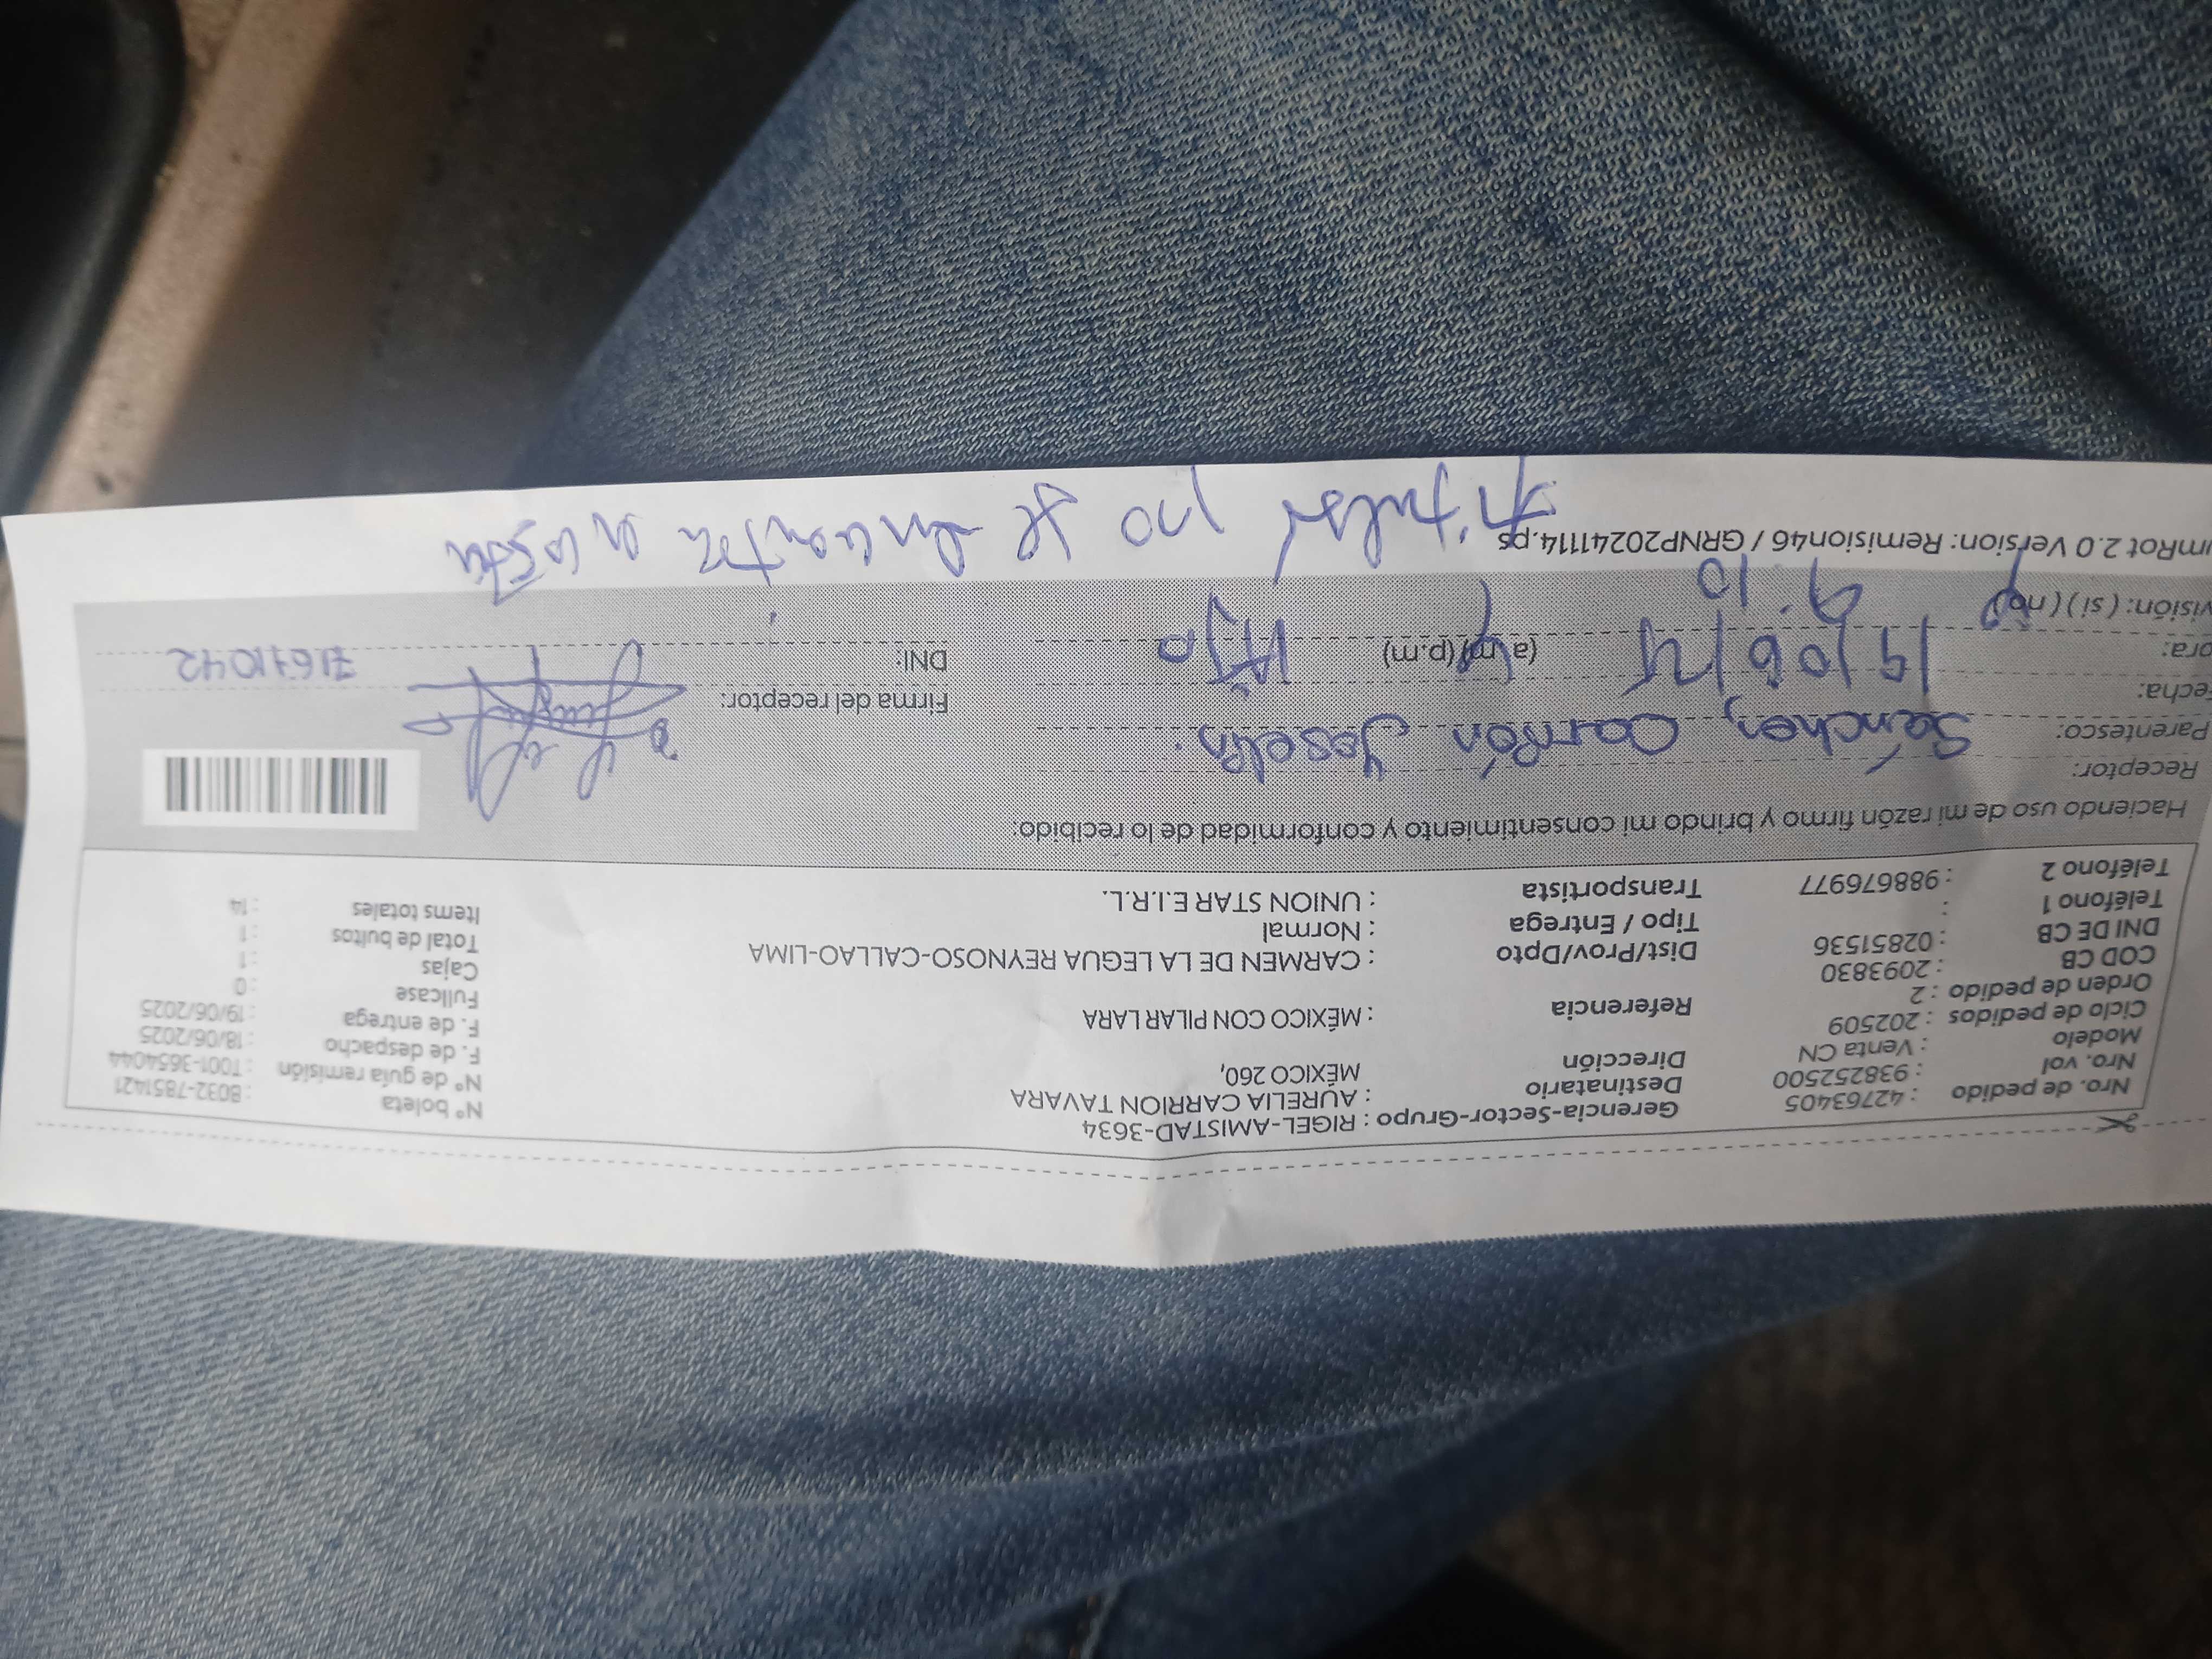 Nro. de pedido : 42763405 Gerencia-Sector-Grupo : RIGEL-AMISTAD-3634 N° boleta : B032-7851421
Nro. vol : 938252500 Destinatario : AURELIA CARRION TAVARA N° de guía remisión : T001-3654044
Modelo : Venta CN Dirección MÉXICO 260, F. de despacho : 18/06/2025
Ciclo de pedidos : 202509 F. de entrega : 19/06/2025
Orden de pedido : 2 Referencia : MÉXICO CON PILAR LARA Fullcase : 0
COD CB : 2093830 Cajas : 1
DNI DE CB : 02851536 Dist/Prov/Dpto : CARMEN DE LA LEGUA REYNOSO-CALLAO-LIMA Total de bultos : 1
Teléfono 1 : Tipo / Entrega : Normal Items totales : 14
Teléfono 2 : 988676977 Transportista : UNION STAR E.I.R.L.
Haciendo uso de mi razón firmo y brindo mi consentimiento y conformidad de lo recibido:
Receptor: Sánchez, Carrión Yoselin.
Parentesco: Hija Firma del receptor:
Fecha: 19/06/25
ora: 9:10 (a.m)(p.m) DNI: 71641042
visión: (si) (no)
umRot 2.0 Version: Remision46 / GRNP20241114.ps
Titular no se encontra en casa